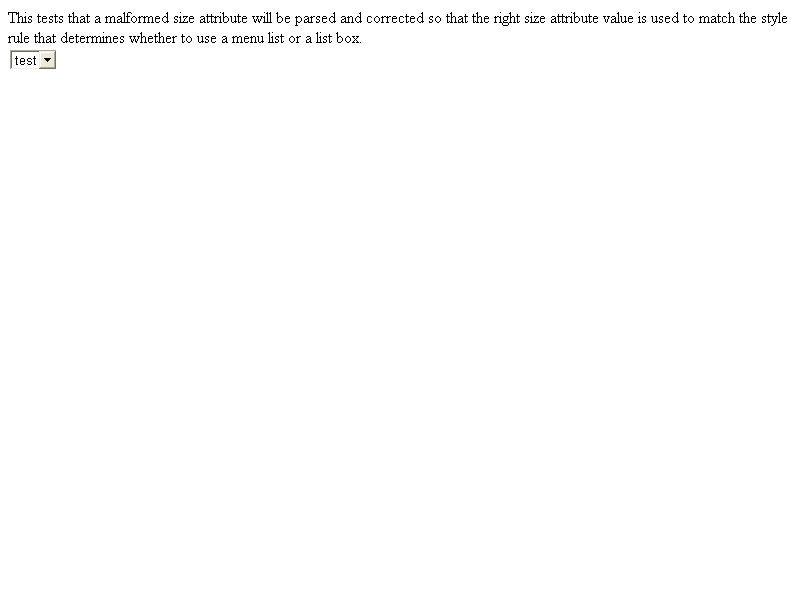 This tests that a malformed size attribute will be parsed and corrected so that the right size attribute value is used to match the style
rule that determines whether to use a menu list or a list box.
test